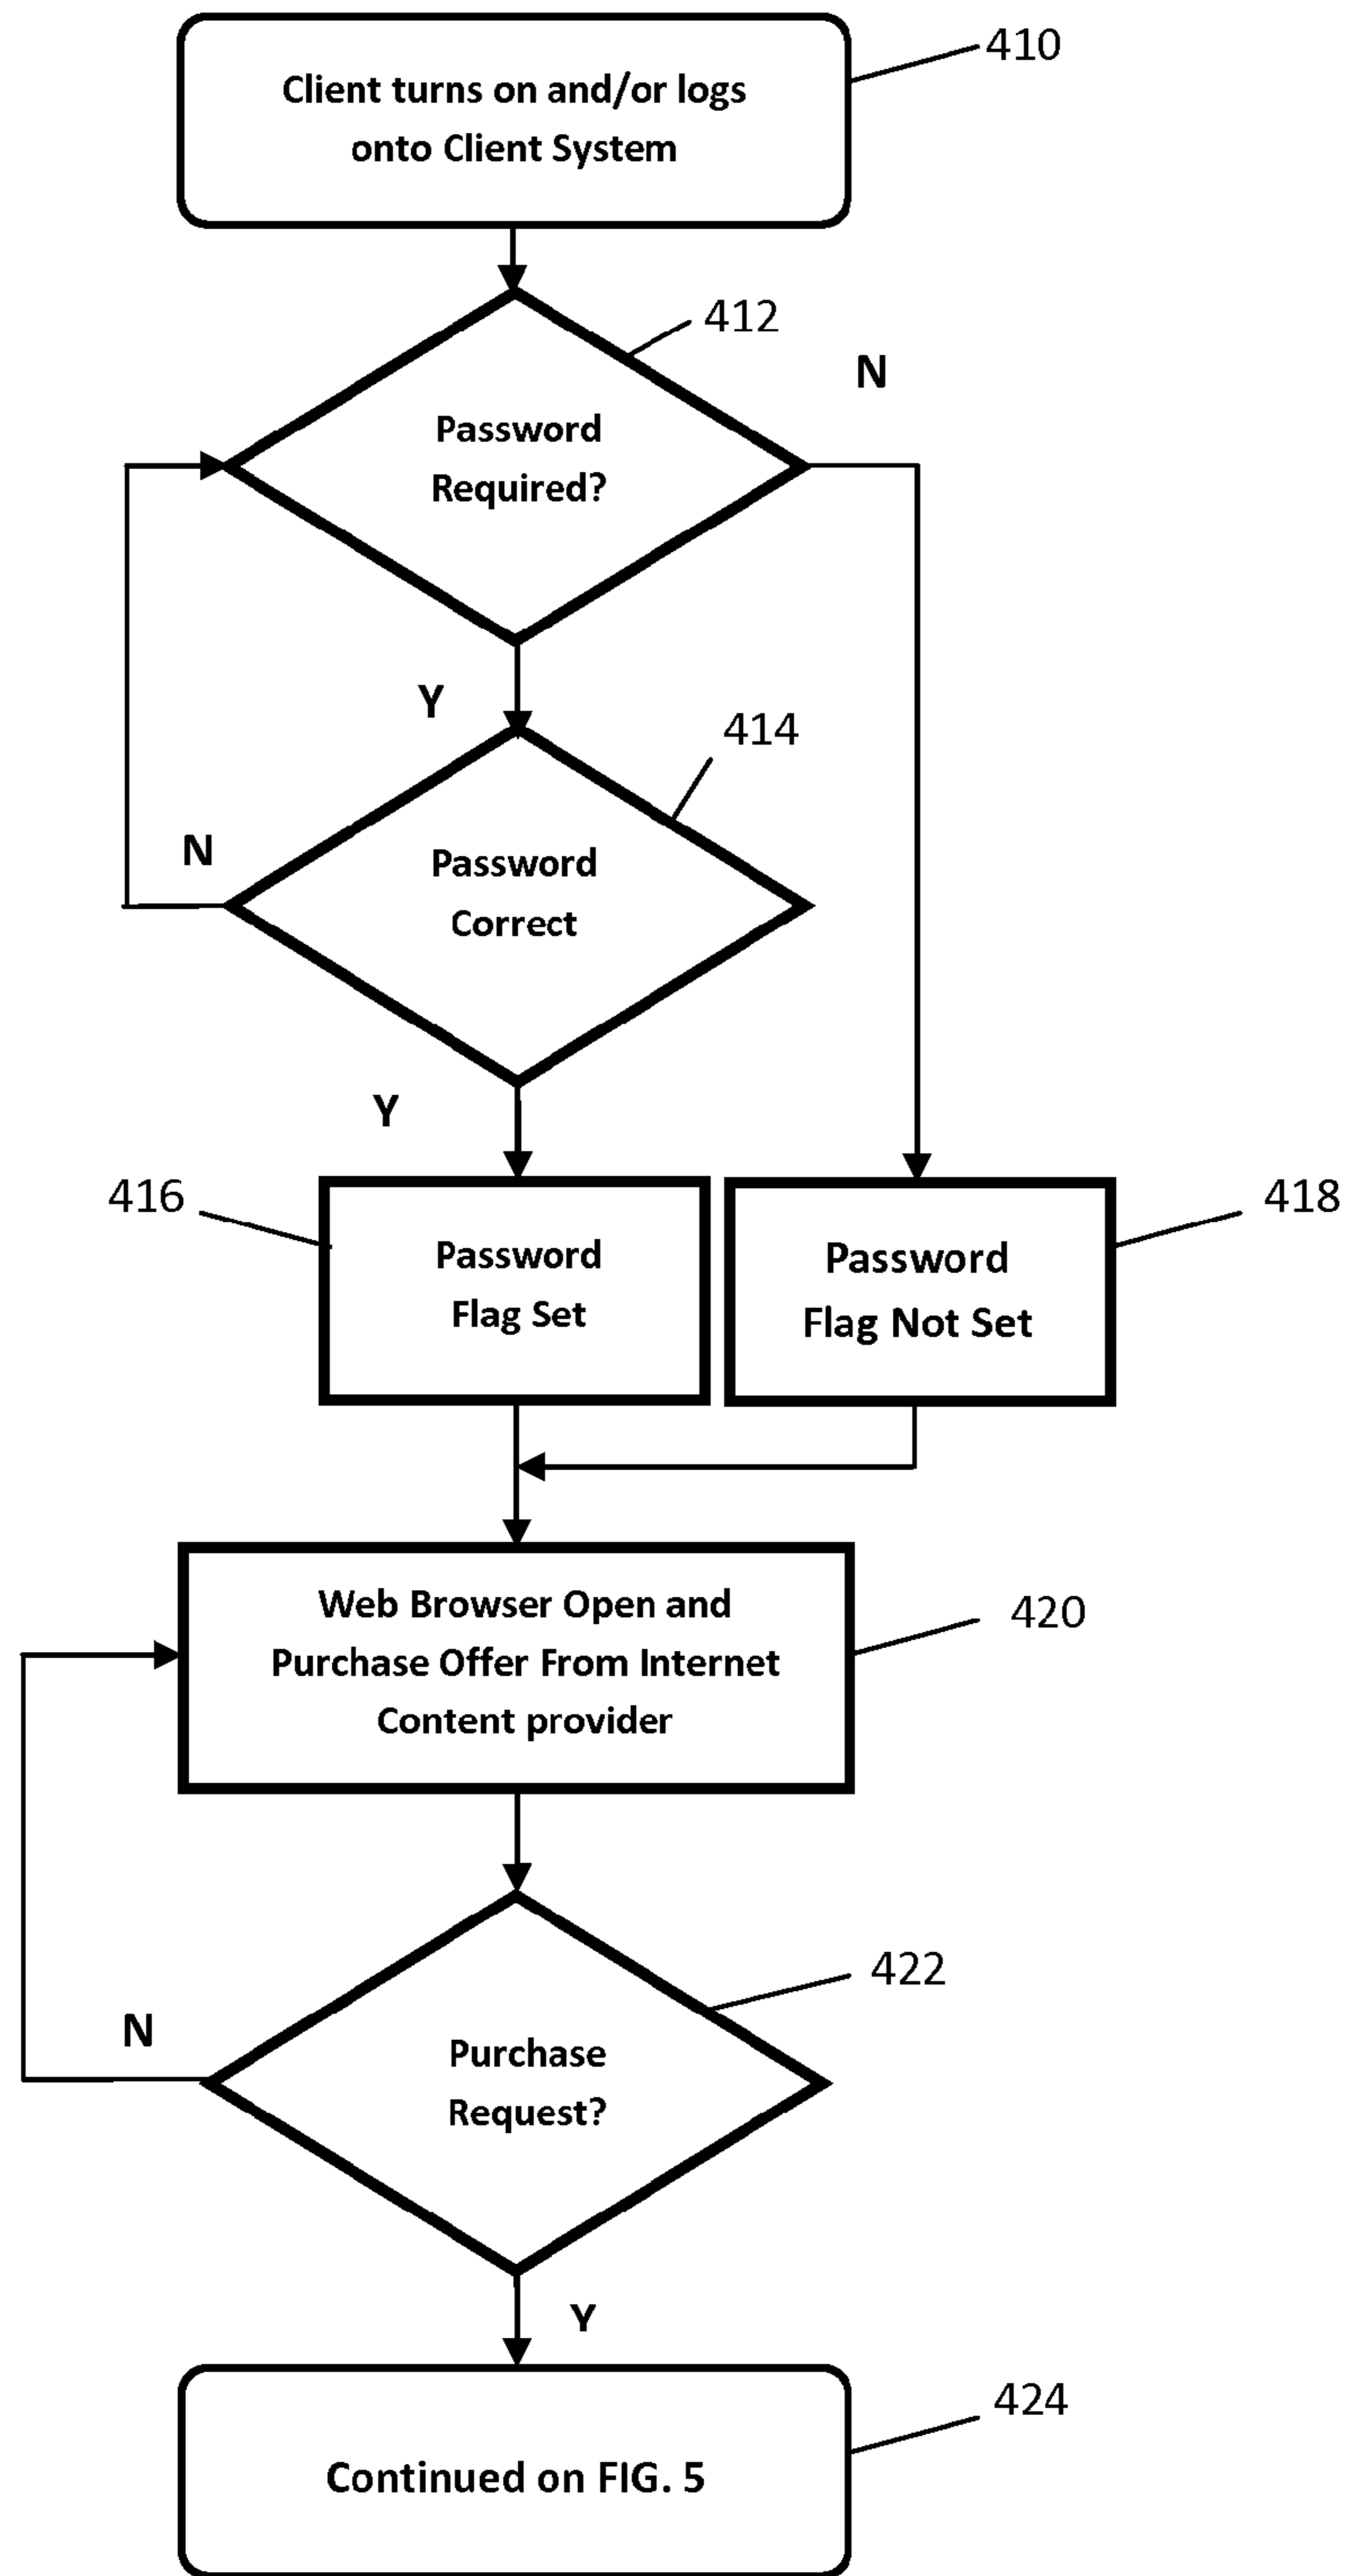 Client turns on and/or logs
onto Client System
410
412
N
Password
Required?
Y
414
N
Password
Correct
Y
416
Password
Flag Set
Password
Flag Not Set
418
Web Browser Open and
Purchase Offer From Internet
Content provider
420
422
N
Purchase
Request?
Y
424
Continued on FIG. 5